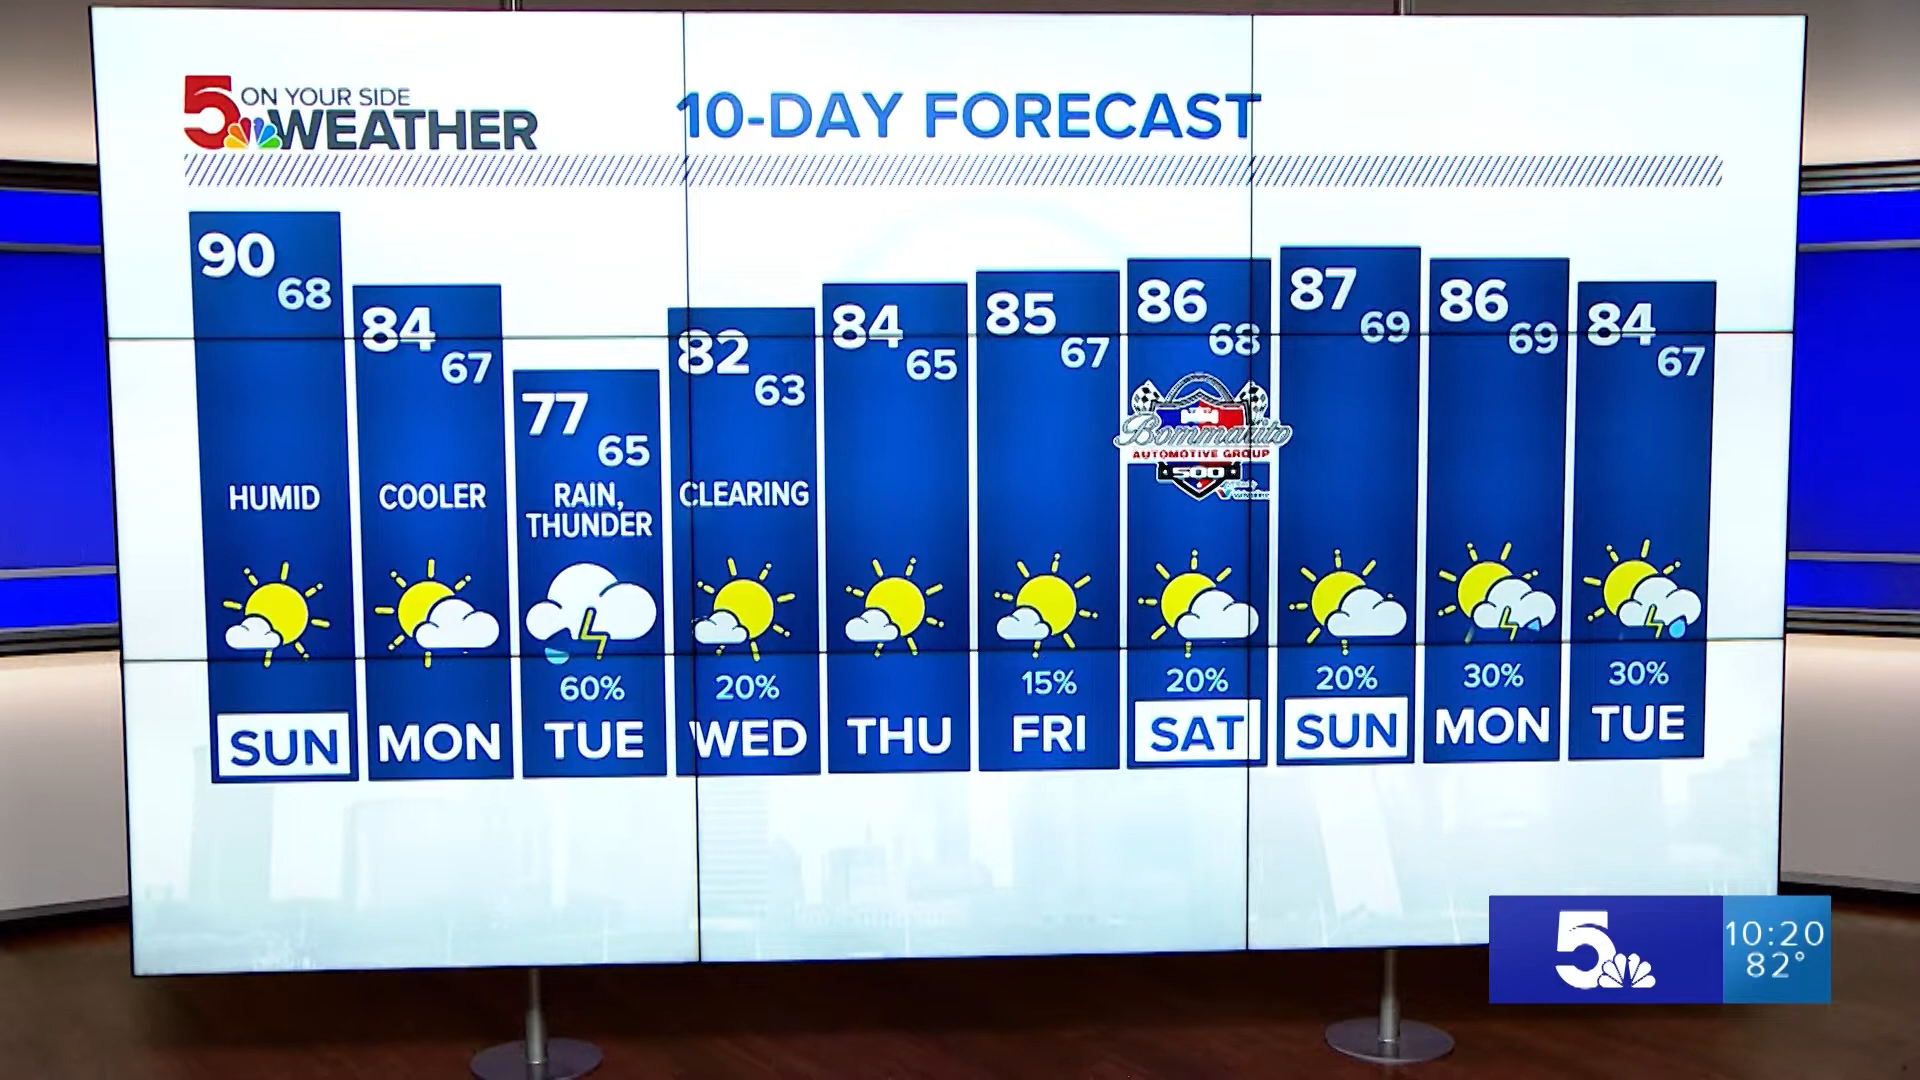 5 ON YOUR SIDE
WEATHER
10-DAY FORECAST
90 68
HUMID
SUN
84 67
COOLER
MON
77 65
RAIN,
THUNDER
60%
TUE
82 63
CLEARING
20%
WED
84 65
THU
85 67
15%
FRI
86 68
Bommarito
AUTOMOTIVE GROUP
500
20%
SAT
87 69
20%
SUN
86 69
30%
MON
84 67
30%
TUE
5
10:20
82°